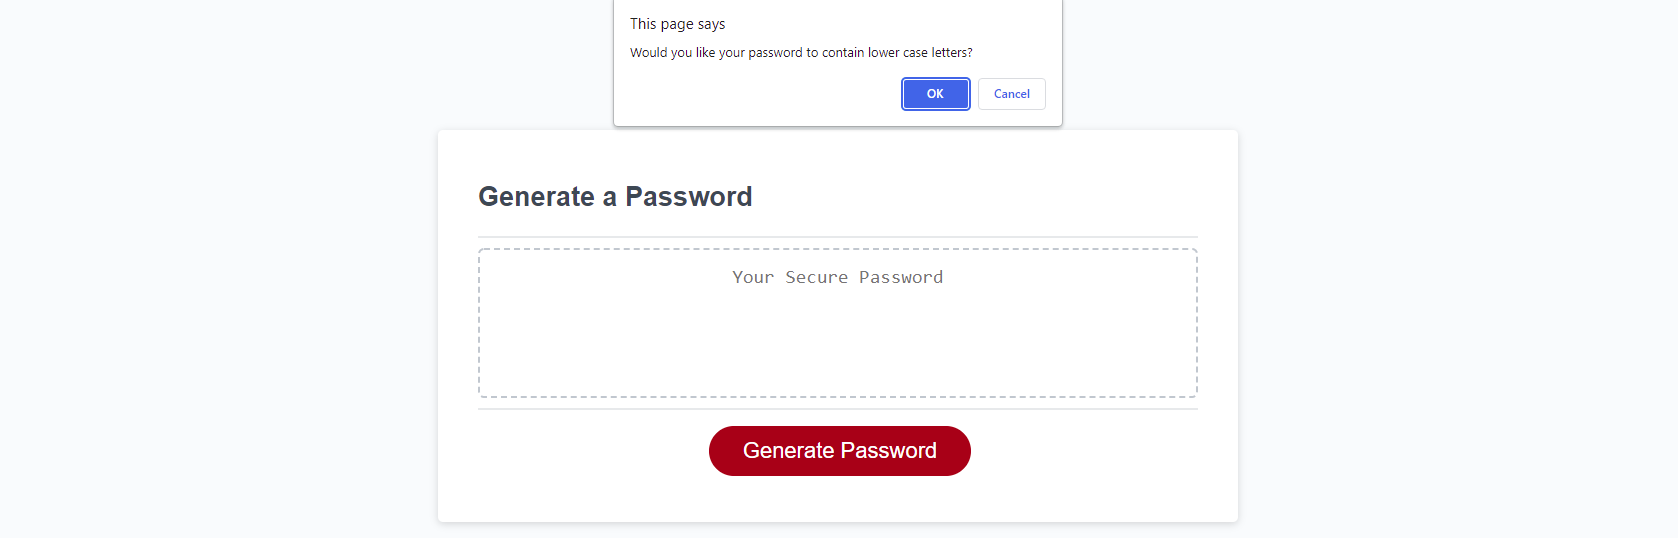 This page says
Would you like your password to contain lower case letters?
OK
Cancel
Generate a Password
Your Secure Password
Generate Password